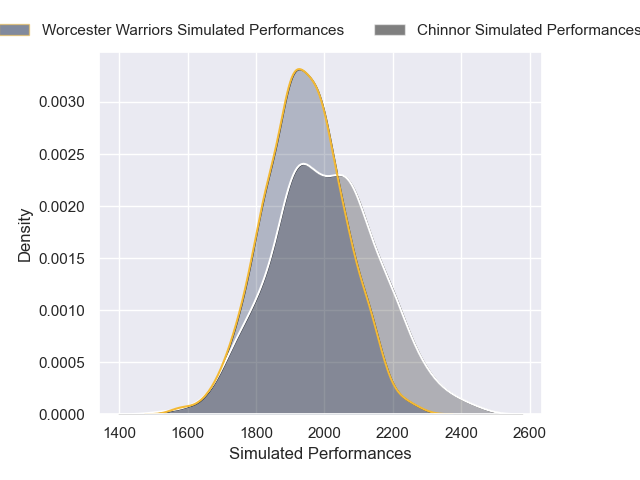 Worcester Warriors Simulated Performances Chinnor Simulated Performances
0.0030
0.0025
0.0020
0.0015
0.0010
0.0005
0.0000
Density
1400 1600 1800 2000 2200 2400 2600
Simulated Performances